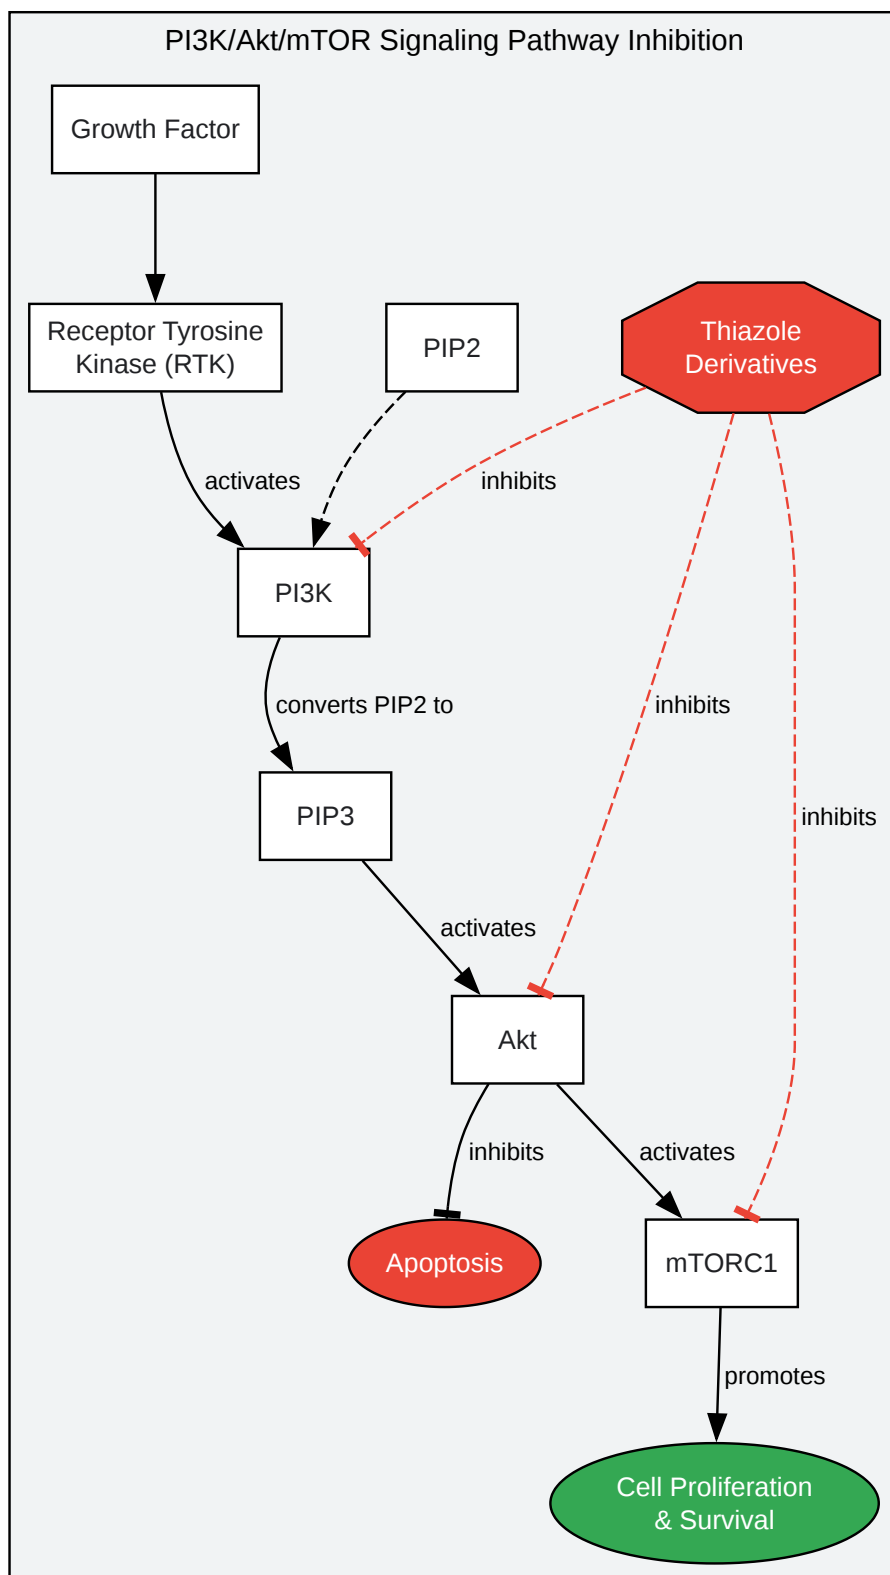 PI3K/Akt/mTOR Signaling Pathway Inhibition
Growth Factor
Receptor Tyrosine
Kinase (RTK)
PIP2
Thiazole
Derivatives
activates
inhibits
PI3K
converts PIP2 to
inhibits
PIP3
inhibits
activates
Akt
inhibits
activates
Apoptosis
mTORC1
promotes
Cell Proliferation
& Survival